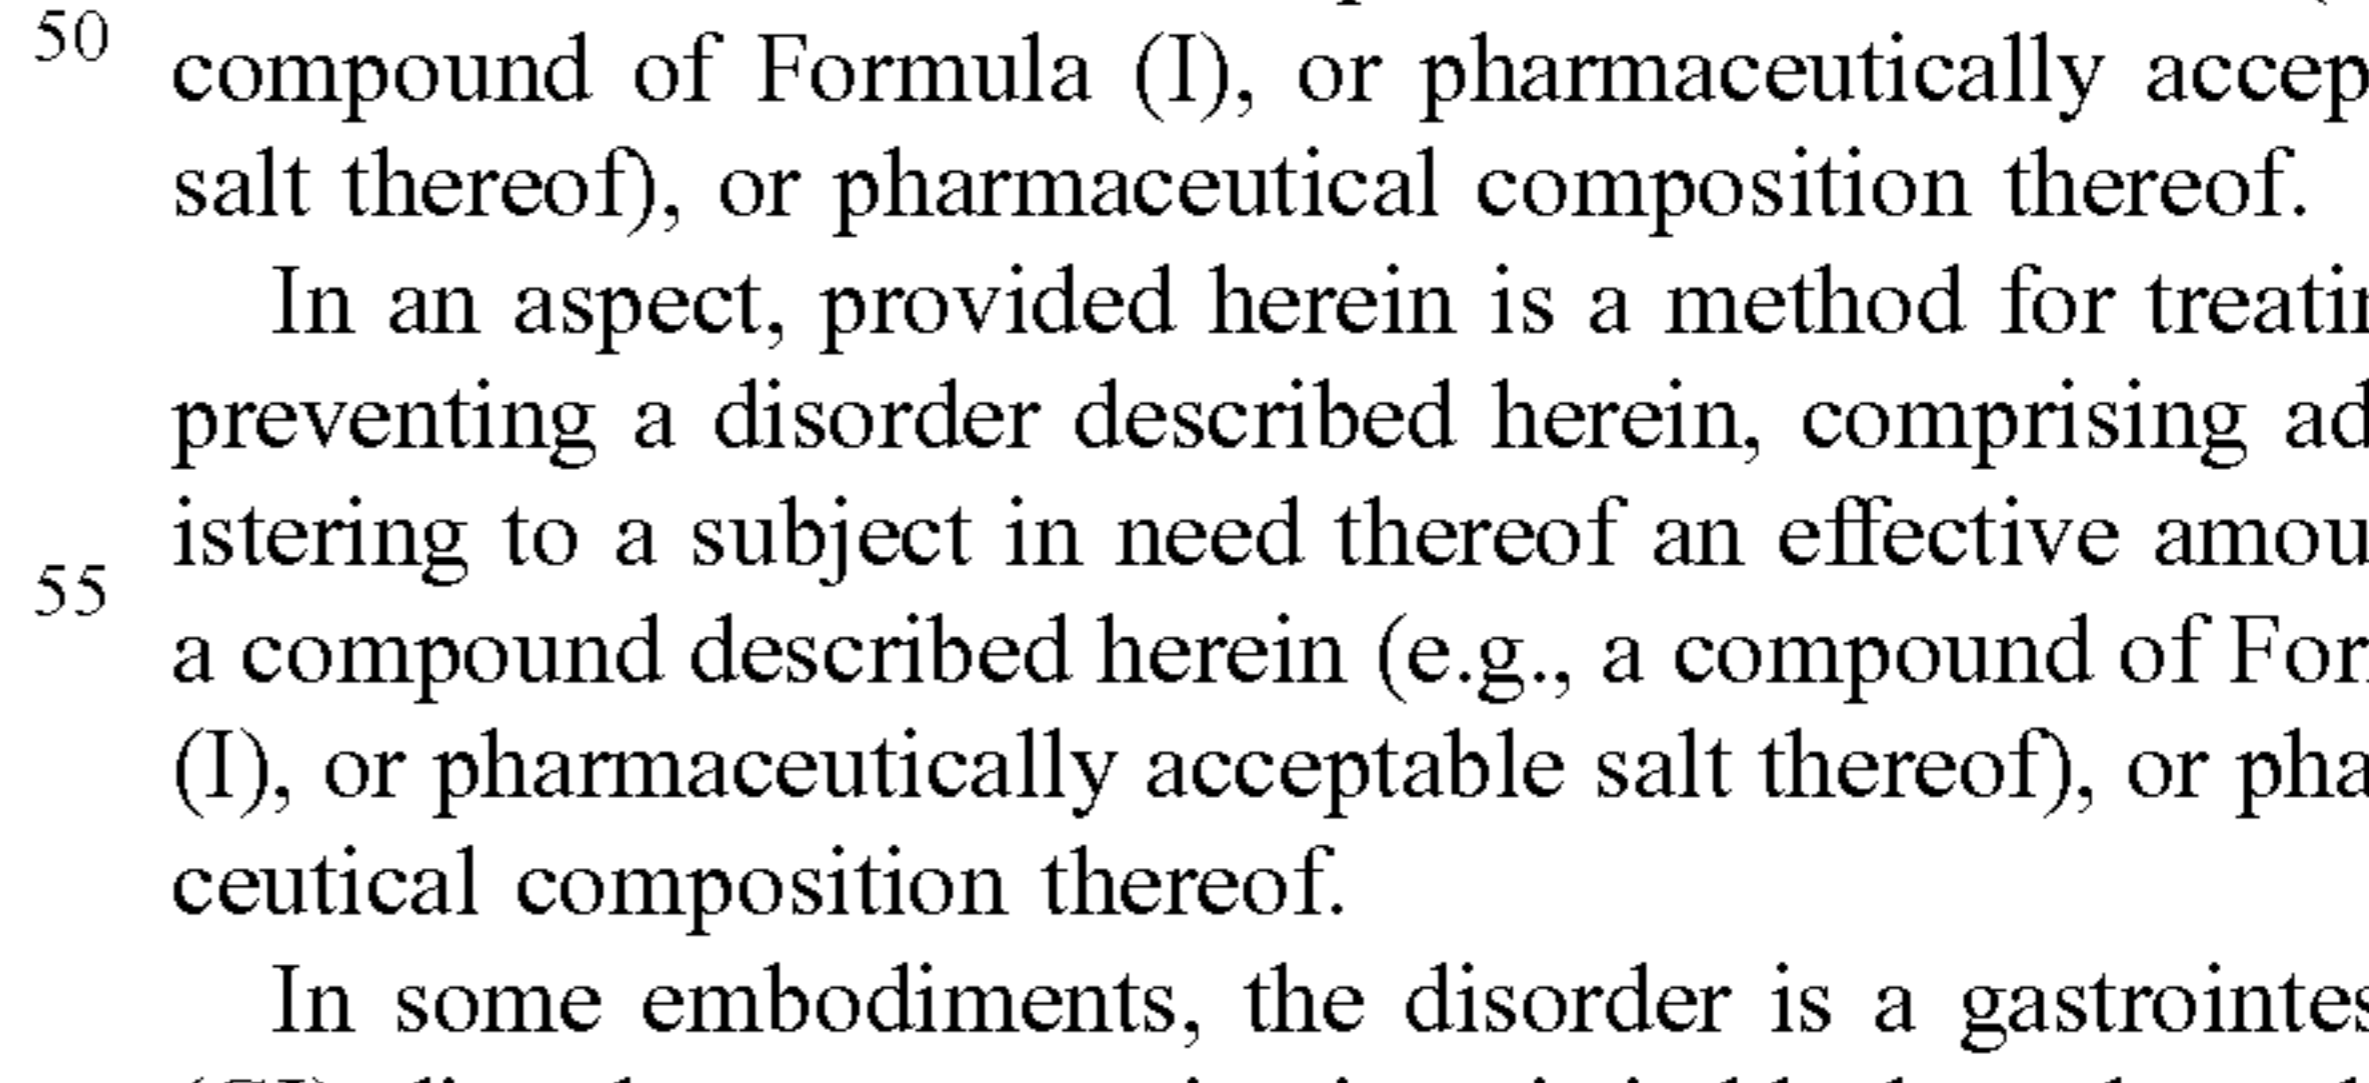 50
compound of Formula (I), or pharmaceutically accep
salt thereof), or pharmaceutical composition thereof.
In an aspect, provided herein is a method for treatin
preventing a disorder described herein, comprising ad
istering to a subject in need thereof an effective amou
55
a compound described herein (e.g., a compound of For
(I), or pharmaceutically acceptable salt thereof), or pha
ceutical composition thereof.
In some embodiments, the disorder is a gastrointes